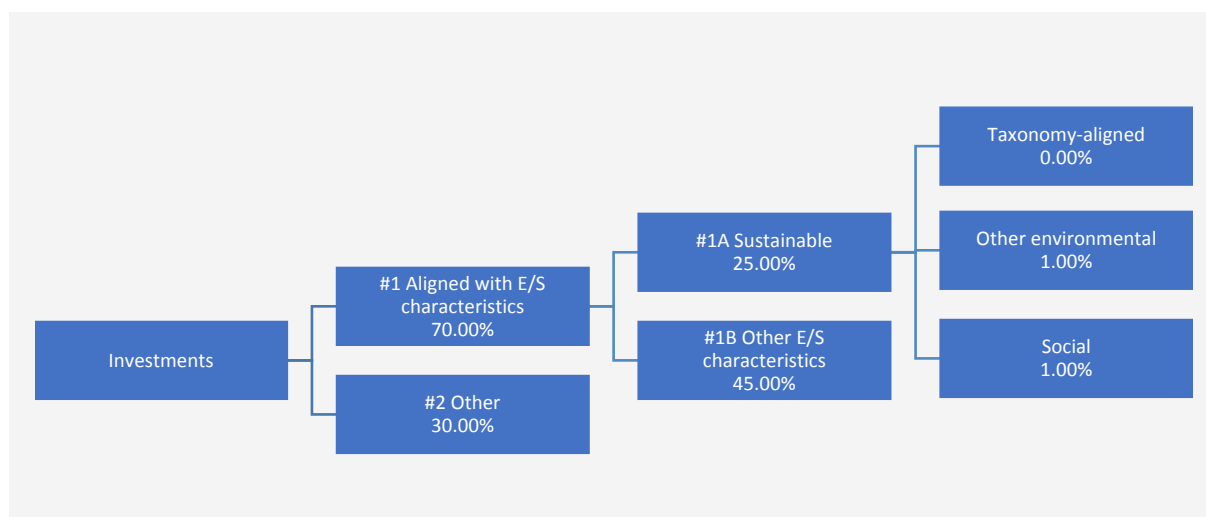 Investments
#1 Aligned with E/S
characteristics
70.00%
#2 Other
30.00%
#1A Sustainable
25.00%
#1B Other E/S
characteristics
45.00%
Taxonomy-aligned
0.00%
Other environmental
1.00%
Social
1.00%